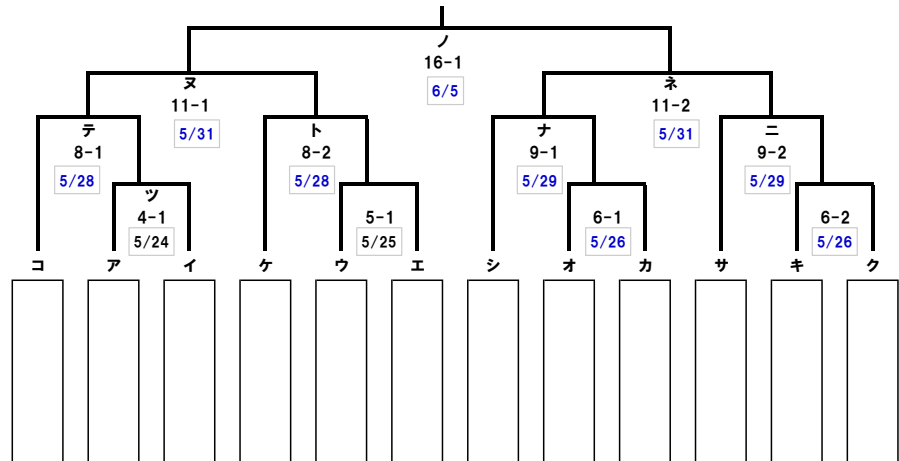 ノ
16-1
6/5
ヌ
ネ
11-1
11-2
5/31
5/31
テ
ト
ナ
ニ
8-1
8-2
9-1
9-2
5/28
5/28
5/29
5/29
ツ
4-1
5-1
6-1
6-2
5/24
5/25
5/26
5/26
コ ア イ ケ ウ エ シ オ カ サ キ ク